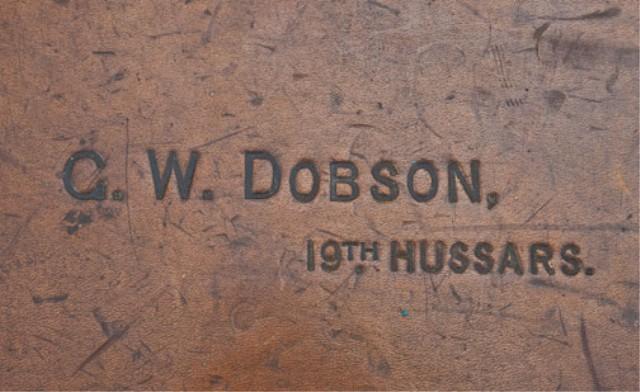 G. W. DOBSON,
19TH HUSSARS.